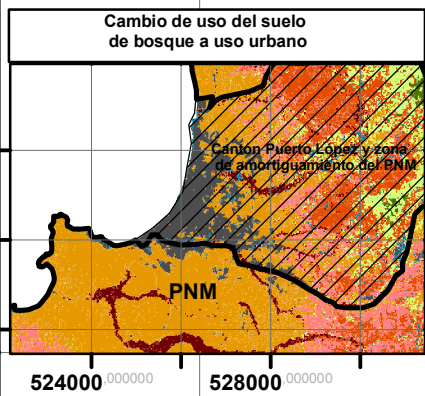 Cambio de uso del suelo
de bosque a uso urbano
Cantón Puerto López y zona
de amortiguamiento del PNM
PNM
524000,000000
528000,000000